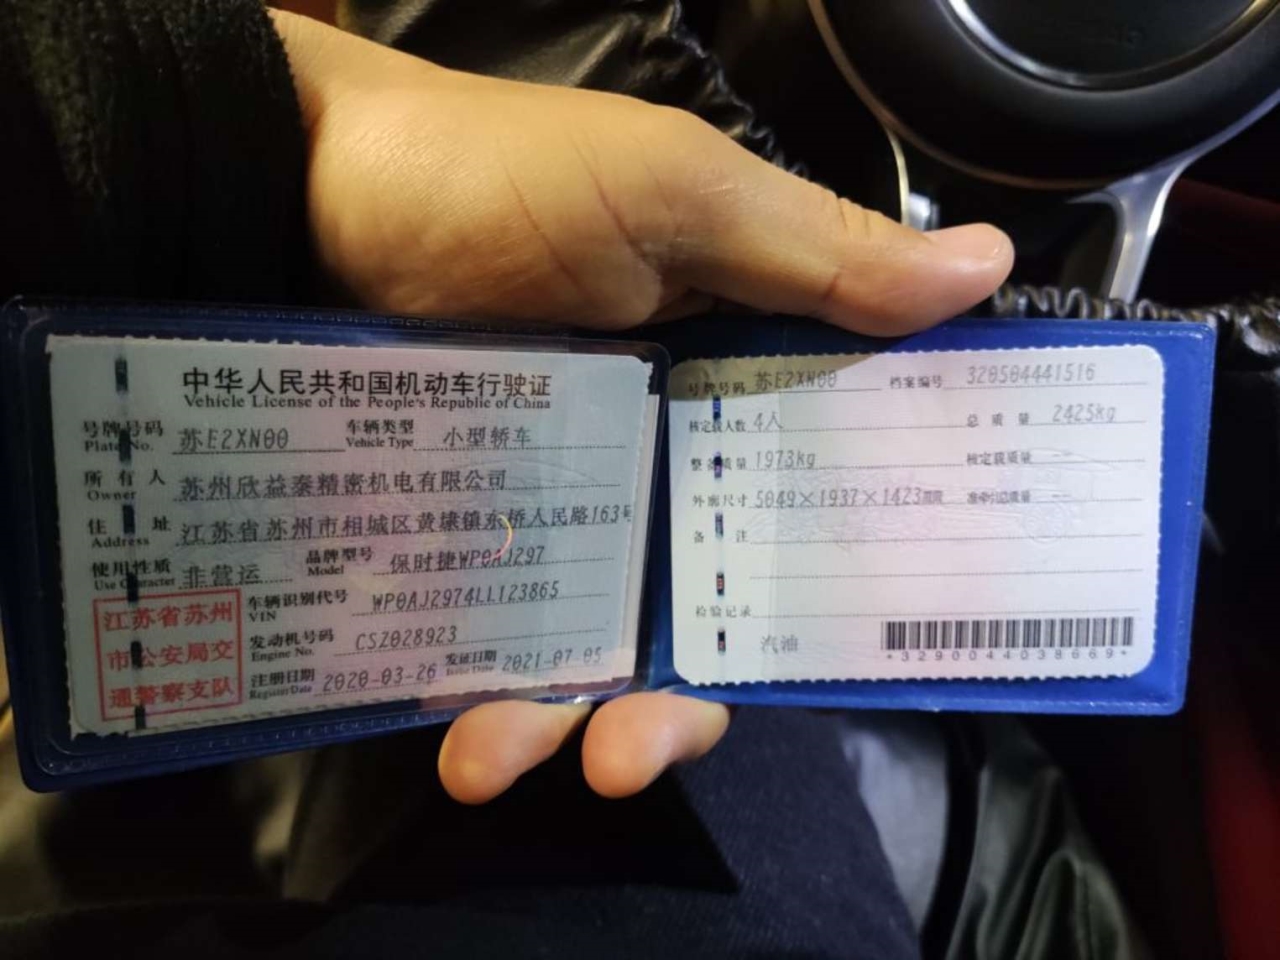 中华人民共和国机动车行驶证
Vehicle License of the People's Republic of China
号牌号码 苏E2XN00 车辆类型 小型轿车
Plate No. Vehicle Type
所有人 苏州欣益泰精密机电有限公司
Owner
住址 江苏省苏州市相城区黄埭镇东桥人民路163号
Address
使用性质 非营运 品牌型号 保时捷WP0AJ297
Use Character Model
江苏省苏州
市公安局交
通警察支队
车辆识别代号 WP0AJ2974LL123865
VIN
发动机号码 CSZ028923
Engine No.
注册日期 2020-03-26 发证日期 2021-07-05
Register Date Issue Date
号牌号码 苏E2XN00 档案编号 320504441516
核定载人数 4人 总质量 2425kg
整备质量 1973kg 核定载质量 --
外廓尺寸 5049×1937×1423mm 准牵引总质量 --
备注
检验记录
汽油
*3290044038669*